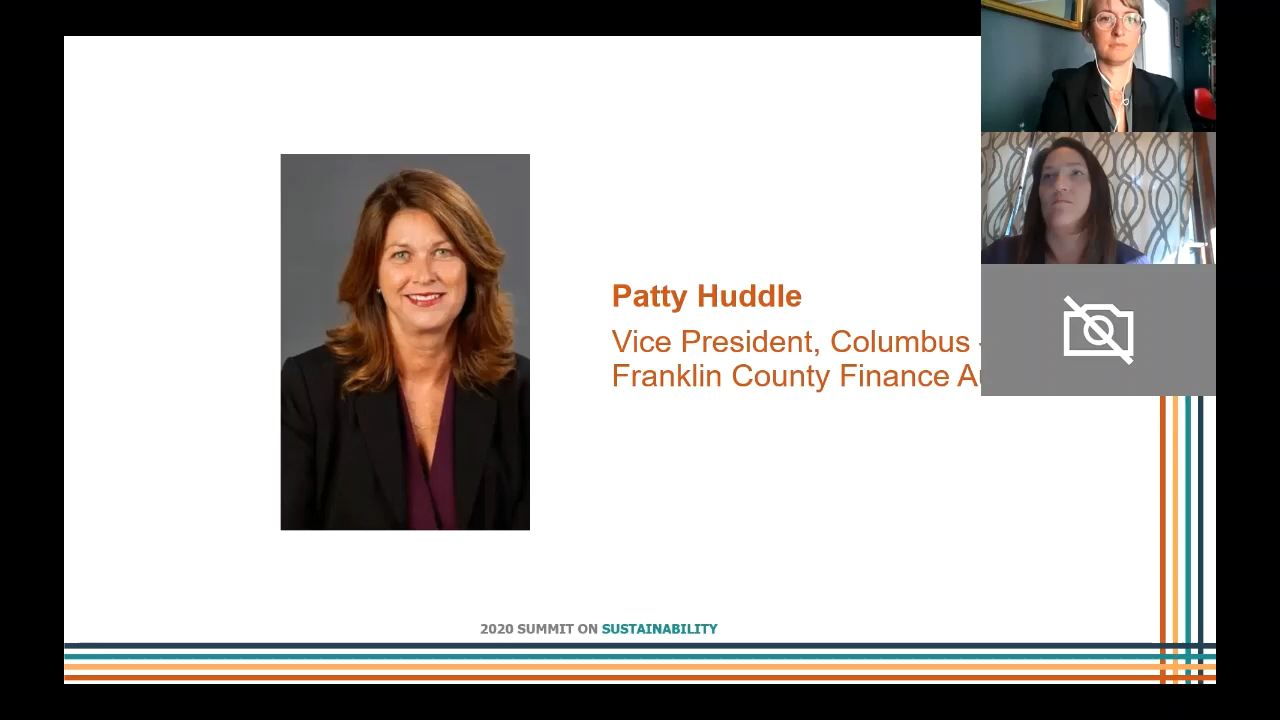 Patty Huddle
Vice President, Columbus
Franklin County Finance
2020 SUMMIT ON SUSTAINABILITY